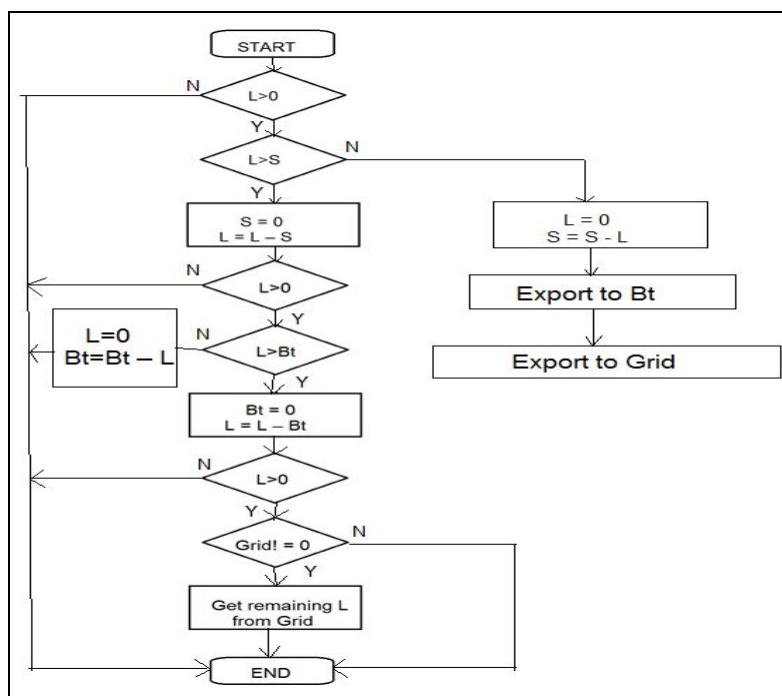 START
N
L>0
Y
N
L>S
Y
S = 0
L = L – S
L = 0
S = S - L
N
L>0
Export to Bt
Y
L=0
Bt=Bt – L
N
L>Bt
Export to Grid
Y
Bt = 0
L = L – Bt
N
L>0
Y
N
Grid! = 0
Y
Get remaining L
from Grid
END